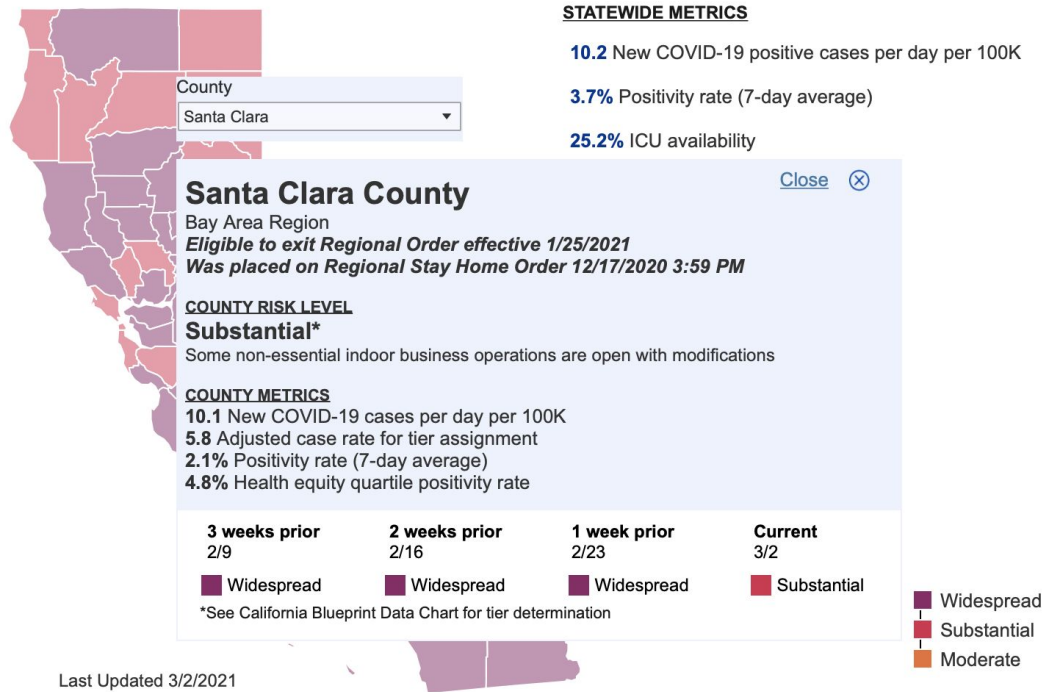 STATEWIDE METRICS
10.2 New COVID-19 positive cases per day per 100K
3.7% Positivity rate (7-day average)
25.2% ICU availability
County
Santa Clara
Close
Santa Clara County
Bay Area Region
Eligible to exit Regional Order effective 1/25/2021
Was placed on Regional Stay Home Order 12/17/2020 3:59 PM
COUNTY RISK LEVEL
Substantial*
Some non-essential indoor business operations are open with modifications
COUNTY METRICS
10.1 New COVID-19 cases per day per 100K
5.8 Adjusted case rate for tier assignment
2.1% Positivity rate (7-day average)
4.8% Health equity quartile positivity rate
3 weeks prior 2 weeks prior 1 week prior Current
2/9 2/16 2/23 3/2
Widespread Widespread Widespread Substantial
*See California Blueprint Data Chart for tier determination
Widespread
Substantial
Moderate
Last Updated 3/2/2021